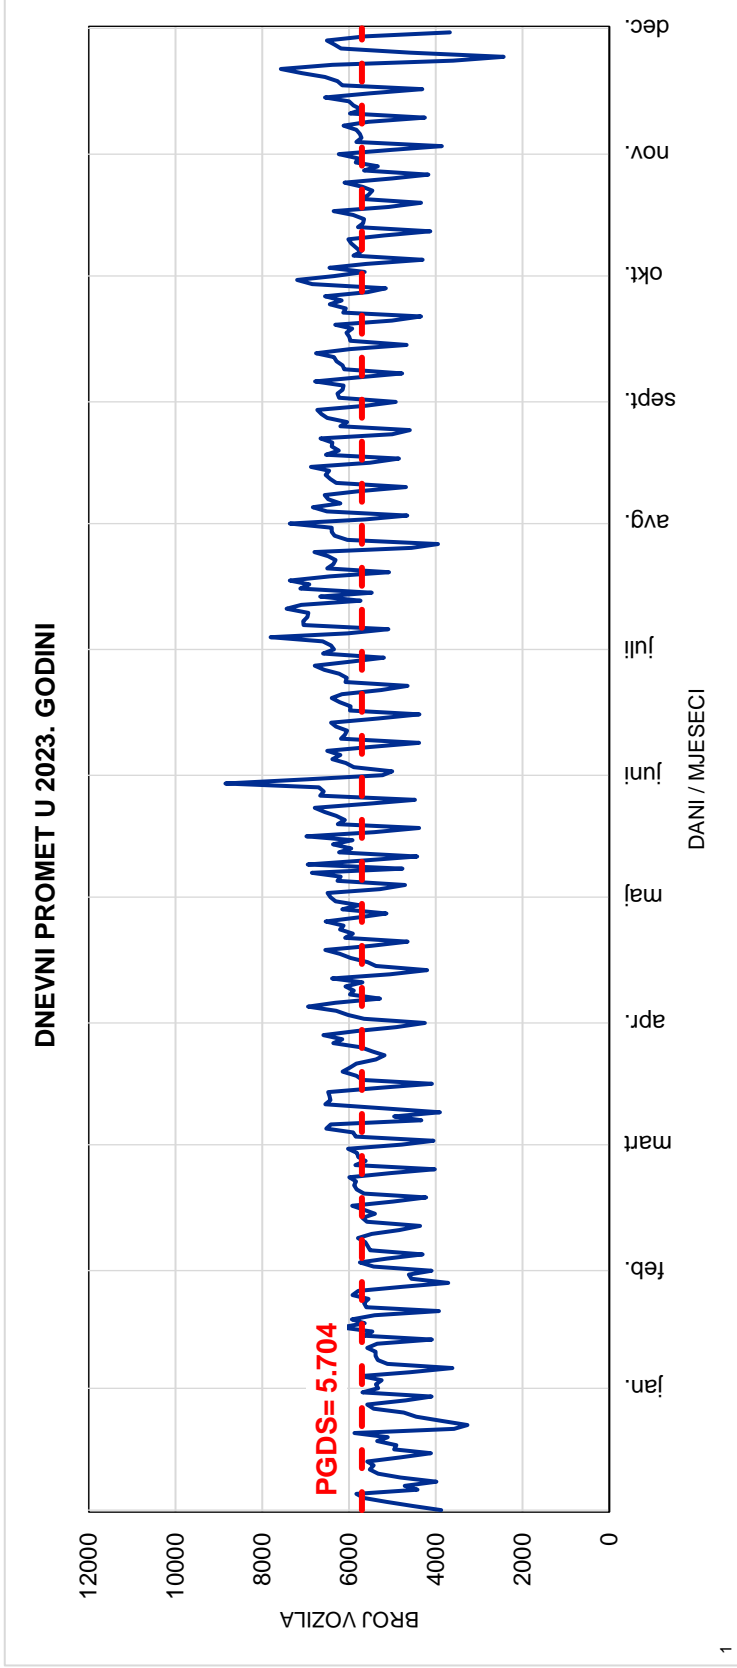 DNEVNI PROMET U 2023. GODINI
12000
10000
8000
6000
4000
2000
0
BROJ VOZILA
PGDS= 5.704
jan.
feb.
mart
apr.
maj
juni
juli
avg.
sept.
okt.
nov.
dec.
DANI / MJESECI
1